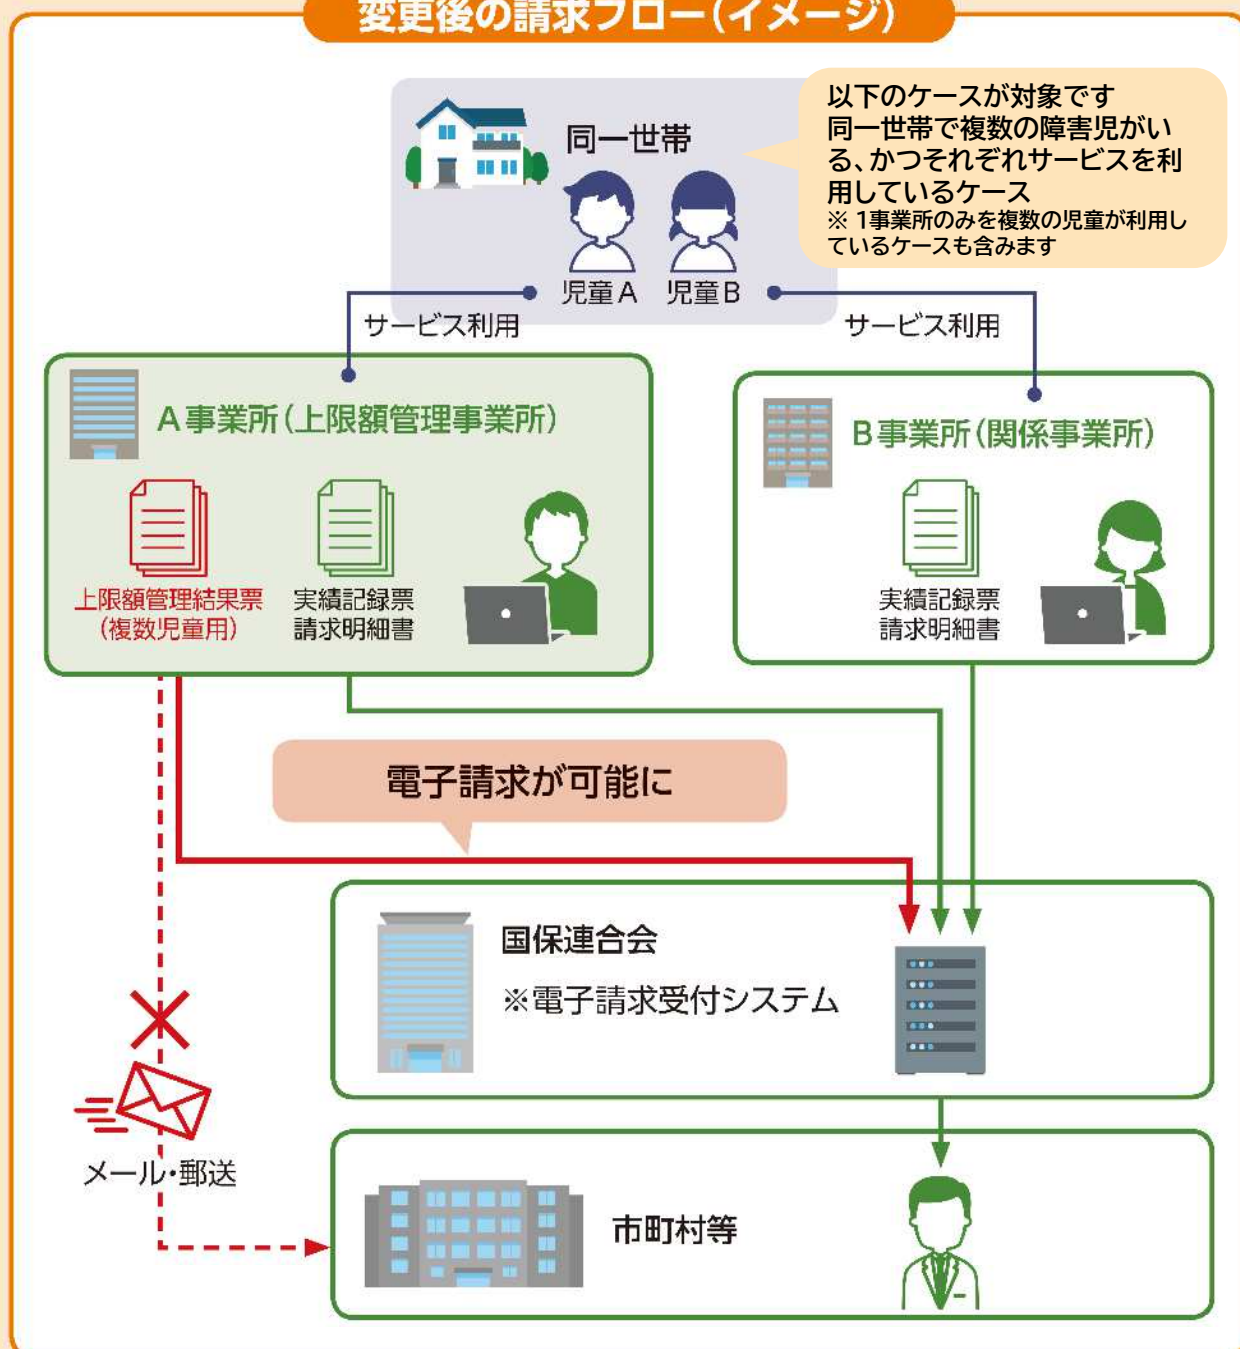 変更後の請求フロー(イメージ)
以下のケースが対象です
同一世帯で複数の障害児がい
る、かつそれぞれサービスを利
用しているケース
※ 1事業所のみを複数の児童が利用し
ているケースも含みます
同一世帯
児童A 児童B
サービス利用 サービス利用
A事業所(上限額管理事業所)
上限額管理結果票
(複数児童用)
実績記録票
請求明細書
B事業所(関係事業所)
実績記録票
請求明細書
電子請求が可能に
国保連合会
※電子請求受付システム
メール・郵送
市町村等